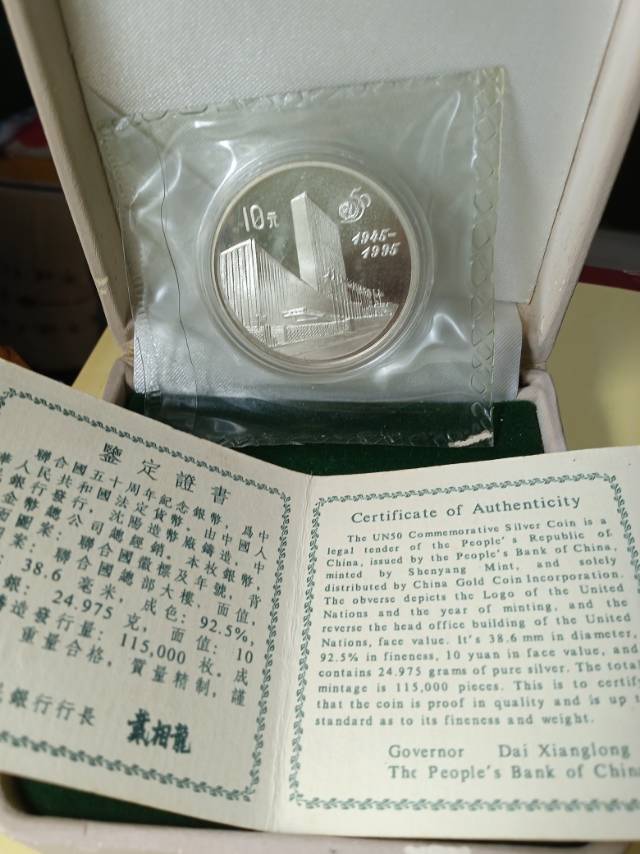 10元
50
1945-
1995
鑒定證書
聯合國五十周年紀念銀幣，爲中
人民共和國法定貨幣，由中國人
銀行發行，沈陽造幣廠鑄造，中
金幣總公司總經銷。本枚銀幣
面圖案：聯合國徽標及年號，背
案：聯合國總部大樓、面值，
：38.6 毫米，成色：92.5%，
銀：24.975 克，面值：10
鑄造發行量：115,000 枚，成
重量合格，質量精制，謹
銀行行長 戴相龍
Certificate of Authenticity
The UN50 Commemorative Silver Coin is a
legal tender of the People's Republic of
China, issued by the People's Bank of China,
minted by Shenyang Mint, and solely
distributed by China Gold Coin Incorporation.
The obverse depicts the Logo of the United
Nations and the year of minting, and the
reverse the head office building of the United
Nations, face value. It's 38.6 mm in diameter,
92.5% in fineness, 10 yuan in face value, and
contains 24.975 grams of pure silver. The total
mintage is 115,000 pieces. This is to certify
that the coin is proof in quality and is up t
standard as to its fineness and weight.
Governor Dai Xianglong
The People's Bank of China